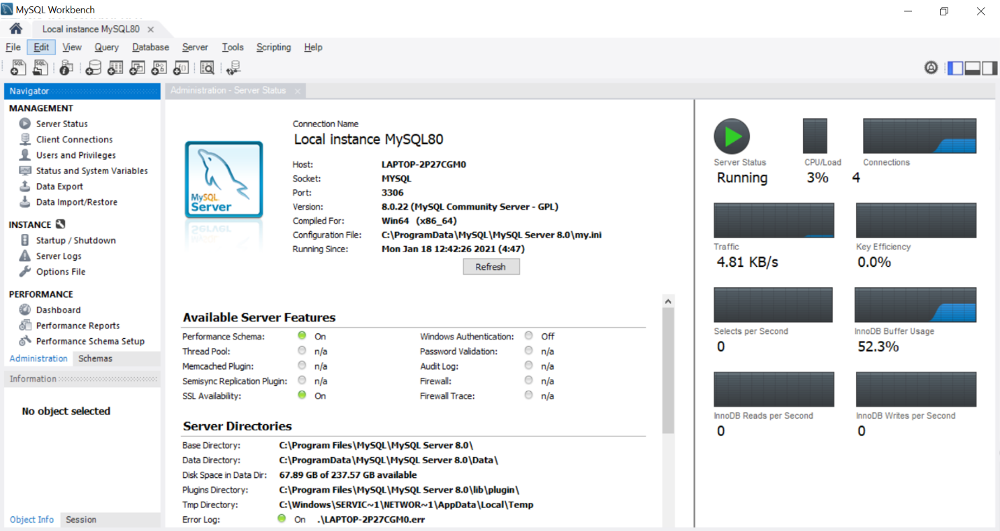 MySQL Workbench
Local instance MySQL80
File Edit View Query Database Server Tools Scripting Help
SQL SQL
Navigator
MANAGEMENT
Server Status
Client Connections
Users and Privileges
Status and System Variables
Data Export
Data Import/Restore
INSTANCE
Startup / Shutdown
Server Logs
Options File
PERFORMANCE
Dashboard
Performance Reports
Performance Schema Setup
Administration Schemas
Information
No object selected
Object Info Session
Administration - Server Status
MySQL
Server
Connection Name
Local instance MySQL80
Host: LAPTOP-2P27CGM0
Socket: MYSQL
Port: 3306
Version: 8.0.22 (MySQL Community Server - GPL)
Compiled For: Win64 (x86_64)
Configuration File: C:\ProgramData\MySQL\MySQL Server 8.0\my.ini
Running Since: Mon Jan 18 12:42:26 2021 (4:47)
Refresh
Available Server Features
Performance Schema: On Windows Authentication: Off
Thread Pool: n/a Password Validation: n/a
Memcached Plugin: n/a Audit Log: n/a
Semisync Replication Plugin: n/a Firewall: n/a
SSL Availability: On Firewall Trace: n/a
Server Directories
Base Directory: C:\Program Files\MySQL\MySQL Server 8.0\
Data Directory: C:\ProgramData\MySQL\MySQL Server 8.0\Data\
Disk Space in Data Dir: 67.89 GB of 237.57 GB available
Plugins Directory: C:\Program Files\MySQL\MySQL Server 8.0\lib\plugin\
Tmp Directory: C:\Windows\SERVIC~1\NETWOR~1\AppData\Local\Temp
Error Log: On .\LAPTOP-2P27CGM0.err
Server Status CPU/Load Connections
Running 3% 4
Traffic Key Efficiency
4.81 KB/s 0.0%
Selects per Second InnoDB Buffer Usage
0 52.3%
InnoDB Reads per Second InnoDB Writes per Second
0 0